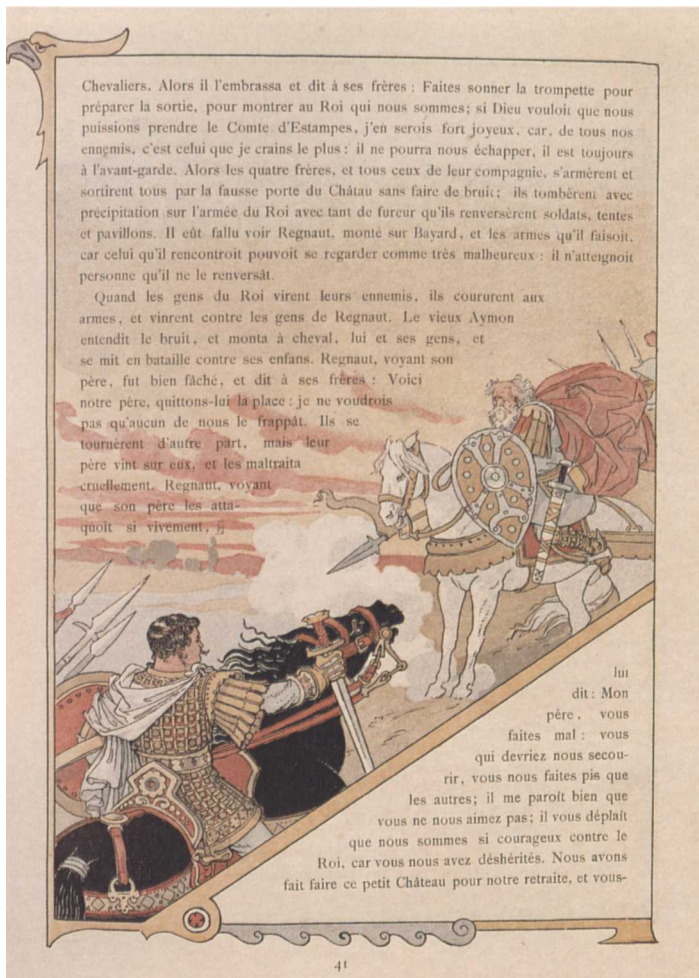 Chevaliers. Alors il l'embrassa et dit à ses frères : Faites sonner la trompette pour
préparer la sortie, pour montrer au Roi qui nous sommes; si Dieu vouloit que nous
puissions prendre le Comte d'Estampes, j'en serois fort joyeux, car, de tous nos
ennemis, c'est celui que je crains le plus : il ne pourra nous échapper, il est toujours
à l'avant-garde. Alors les quatre frères, et tous ceux de leur compagnie, s'armèrent et
sortirent tous par la fausse porte du Châtau sans faire de bruit; ils tombèrent avec
précipitation sur l'armée du Roi avec tant de fureur qu'ils renversèrent soldats, tentes
et pavillons. Il eût fallu voir Regnaut, monté sur Bayard, et les armes qu'il faisoit,
car celui qu'il rencontroit pouvoit se regarder comme très malheureux : il n'atteignoit
personne qu'il ne le renversât.
Quand les gens du Roi virent leurs ennemis, ils coururent aux
armes, et vinrent contre les gens de Regnaut. Le vieux Aymon
entendit le bruit, et monta à cheval, lui et ses gens, et
se mit en bataille contre ses enfans. Regnaut, voyant son
père, fut bien fâché, et dit à ses frères : Voici
notre père, quittons-lui la place : je ne voudrois
pas qu'aucun de nous le frappât. Ils se
tournèrent d'autre part, mais leur
père vint sur eux, et les maltraita
cruellement. Regnaut, voyant
que son père les atta-
quoit si vivement,
lui
dit : Mon
père, vous
faites mal : vous
qui devriez nous secou-
rir, vous nous faites pis que
les autres; il me paroît bien que
vous ne nous aimez pas; il vous déplaît
que nous sommes si courageux contre le
Roi, car vous nous avez déshérités. Nous avons
fait faire ce petit Château pour notre retraite, et vous-
41